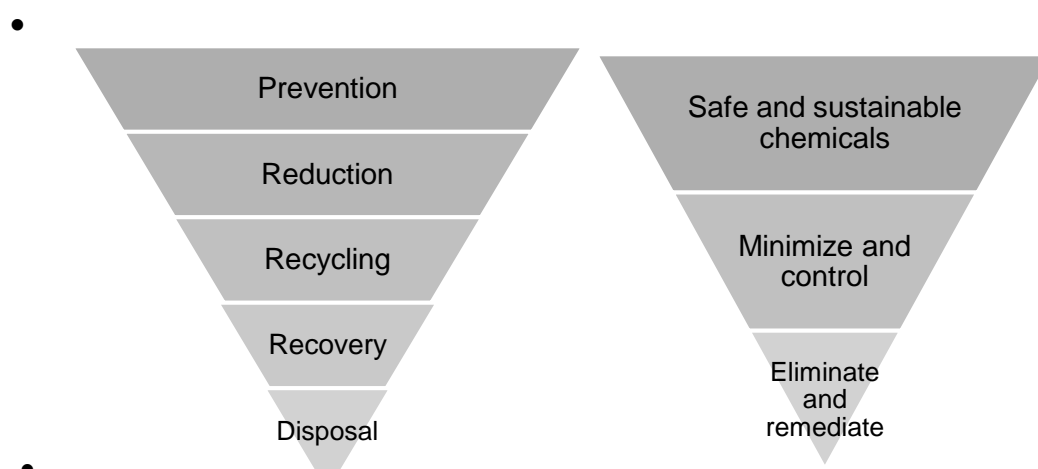 Prevention
Reduction
Recycling
Recovery
Disposal
Safe and sustainable
chemicals
Minimize and
control
Eliminate
and
remediate